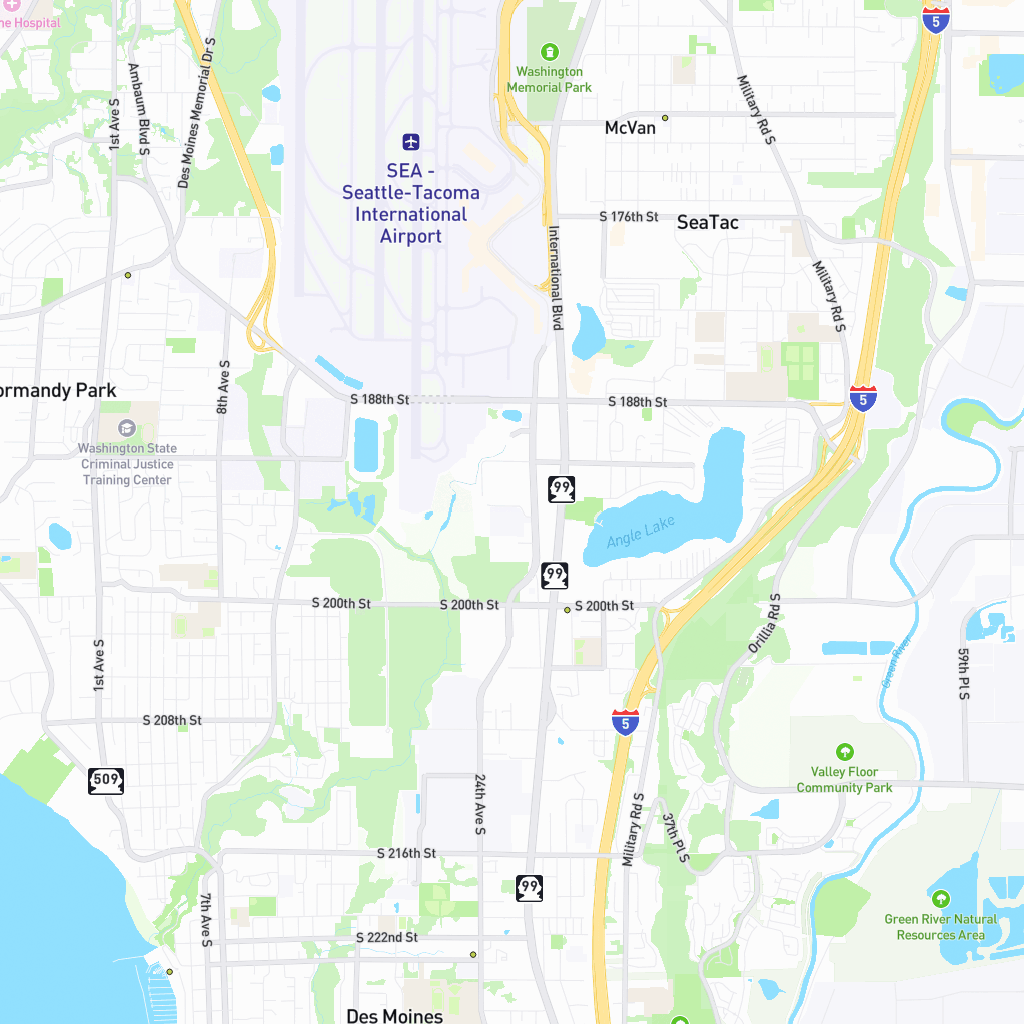 ne Hospital
5
Washington
Memorial Park
Des Moines Memorial Dr S
Ambaum Blvd S
1st Ave S
McVan
Military Rd S
SEA -
Seattle-Tacoma
International
Airport
S 176th St
SeaTac
International Blvd
Military Rd S
8th Ave S
ormandy Park
S 188th St
S 188th St
5
Washington State
Criminal Justice
Training Center
99
Angle Lake
99
S 200th St
S 200th St
S 200th St
Orillia Rd S
1st Ave S
Green River
59th Pl S
S 208th St
5
509
Valley Floor
Community Park
24th Ave S
Military Rd S
37th Pl S
S 216th St
99
7th Ave S
Green River Natural
Resources Area
S 222nd St
Des Moines